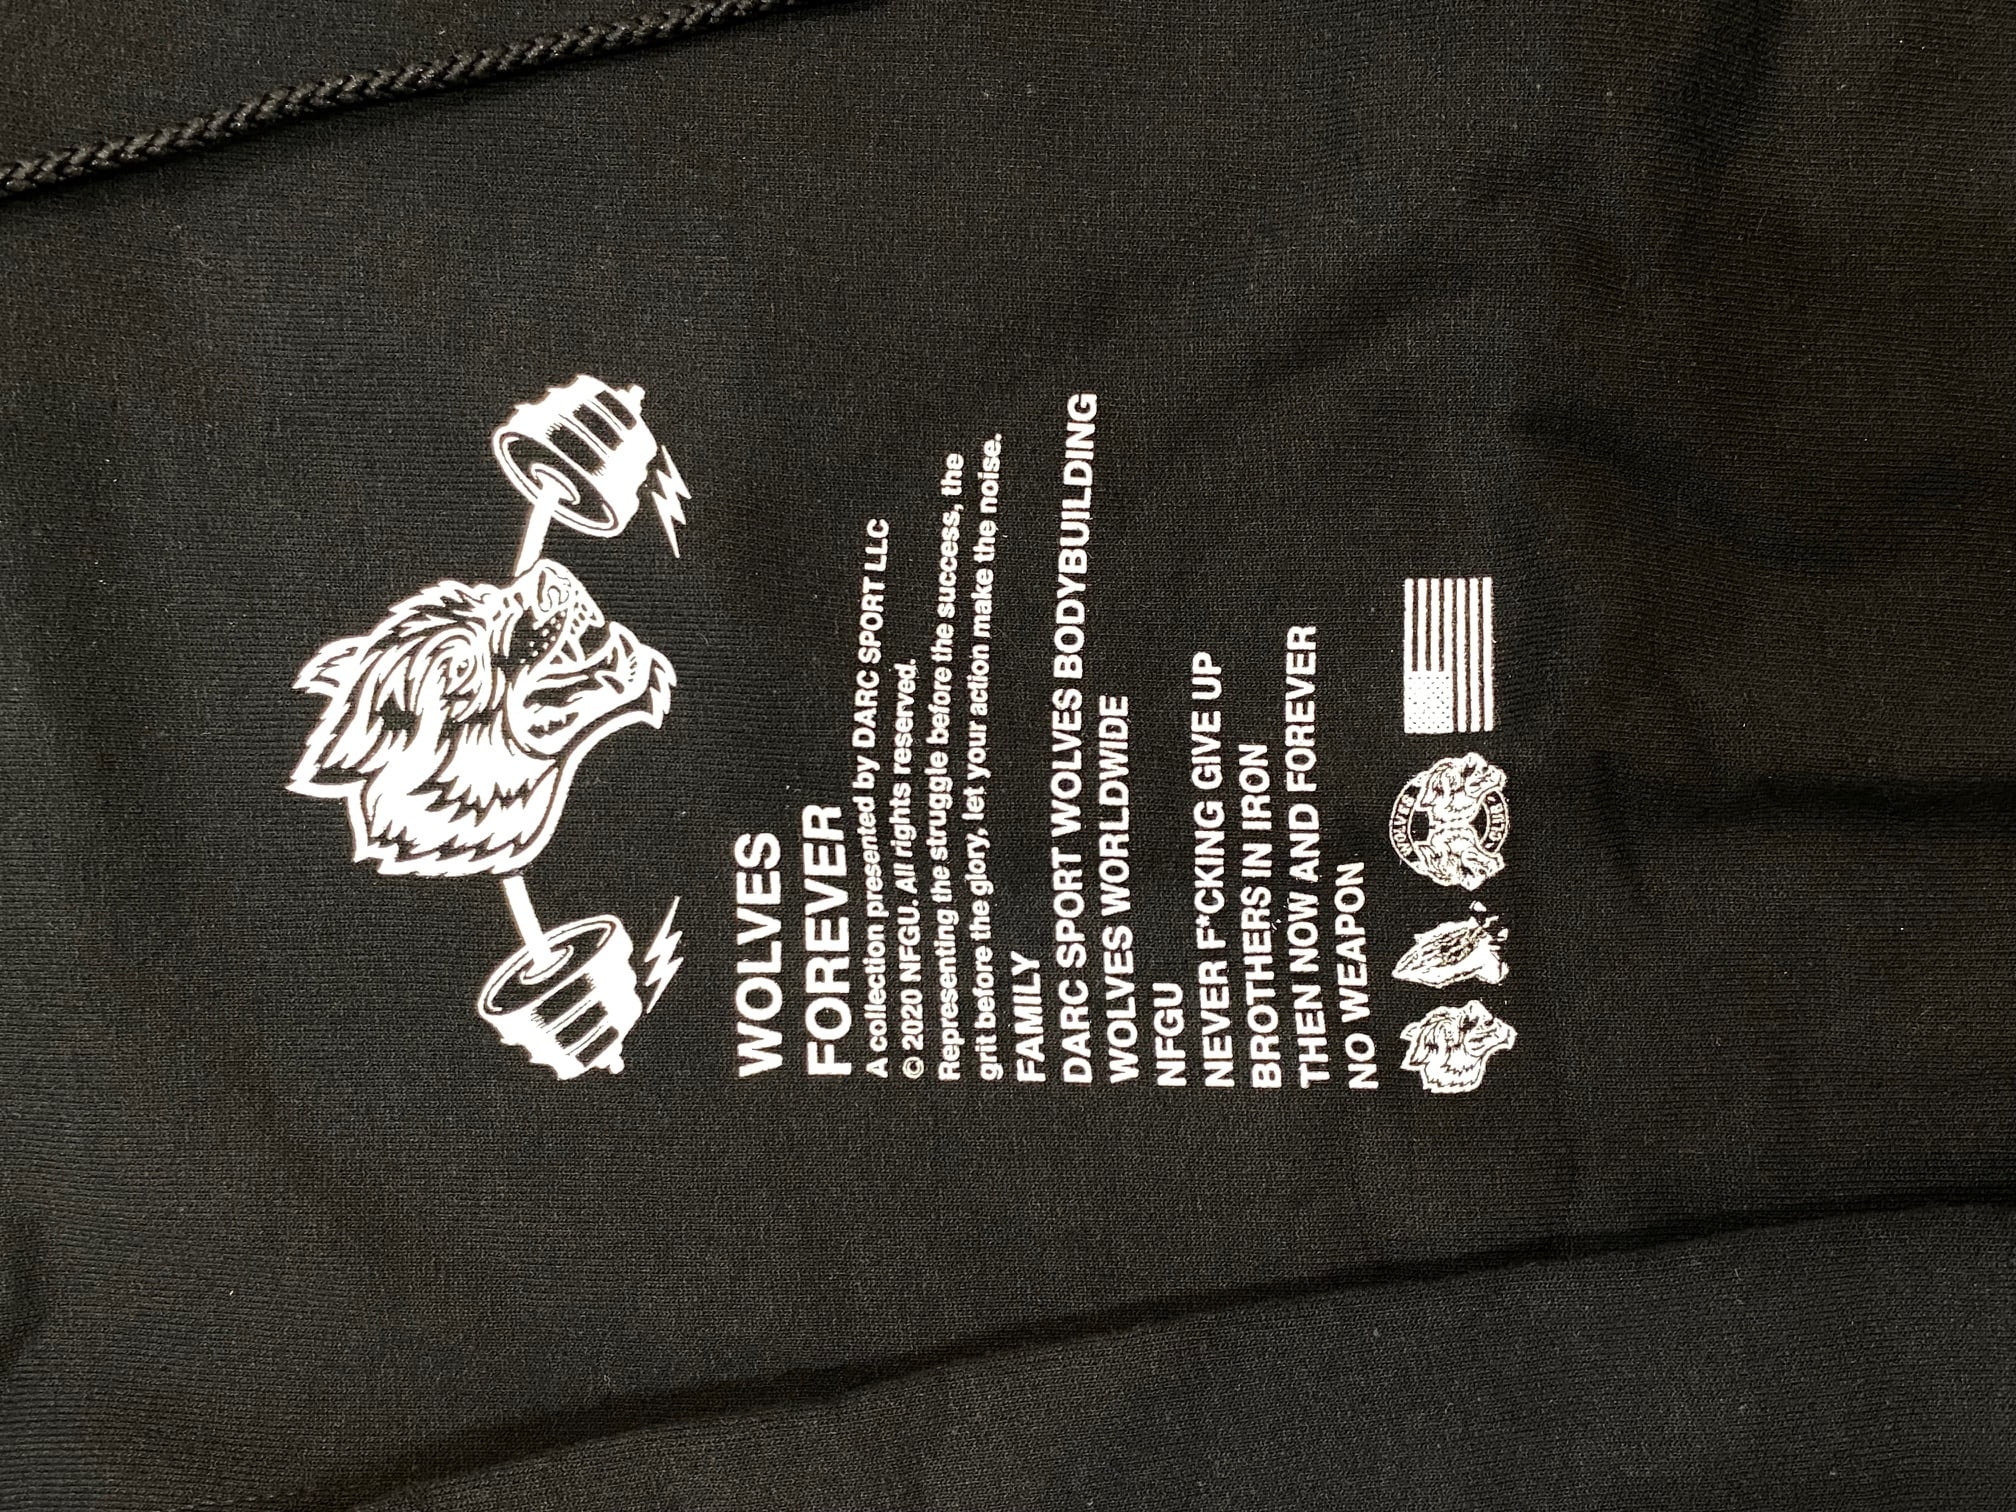 WOLVES
FOREVER
A collection presented by DARC SPORT LLC
© 2020 NFGU. All rights reserved.
Representing the struggle before the success, the
grit before the glory, let your action make the noise.
FAMILY
DARC SPORT WOLVES BODYBUILDING
WOLVES WORLDWIDE
NFGU
NEVER F*CKING GIVE UP
BROTHERS IN IRON
THEN NOW AND FOREVER
NO WEAPON
WOLVES